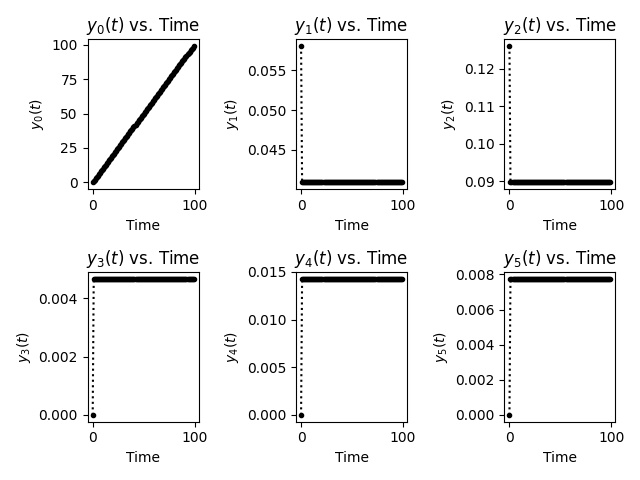 y₀(t) vs. Time
y₁(t) vs. Time
y₂(t) vs. Time
100
75
50
25
0
y₀(t)
0
100
Time
0.055
0.050
0.045
y₁(t)
0
100
Time
0.12
0.11
0.10
0.09
y₂(t)
0
100
Time
y₃(t) vs. Time
y₄(t) vs. Time
y₅(t) vs. Time
0.004
0.002
0.000
y₃(t)
0
100
Time
0.015
0.010
0.005
0.000
y₄(t)
0
100
Time
0.008
0.006
0.004
0.002
0.000
y₅(t)
0
100
Time